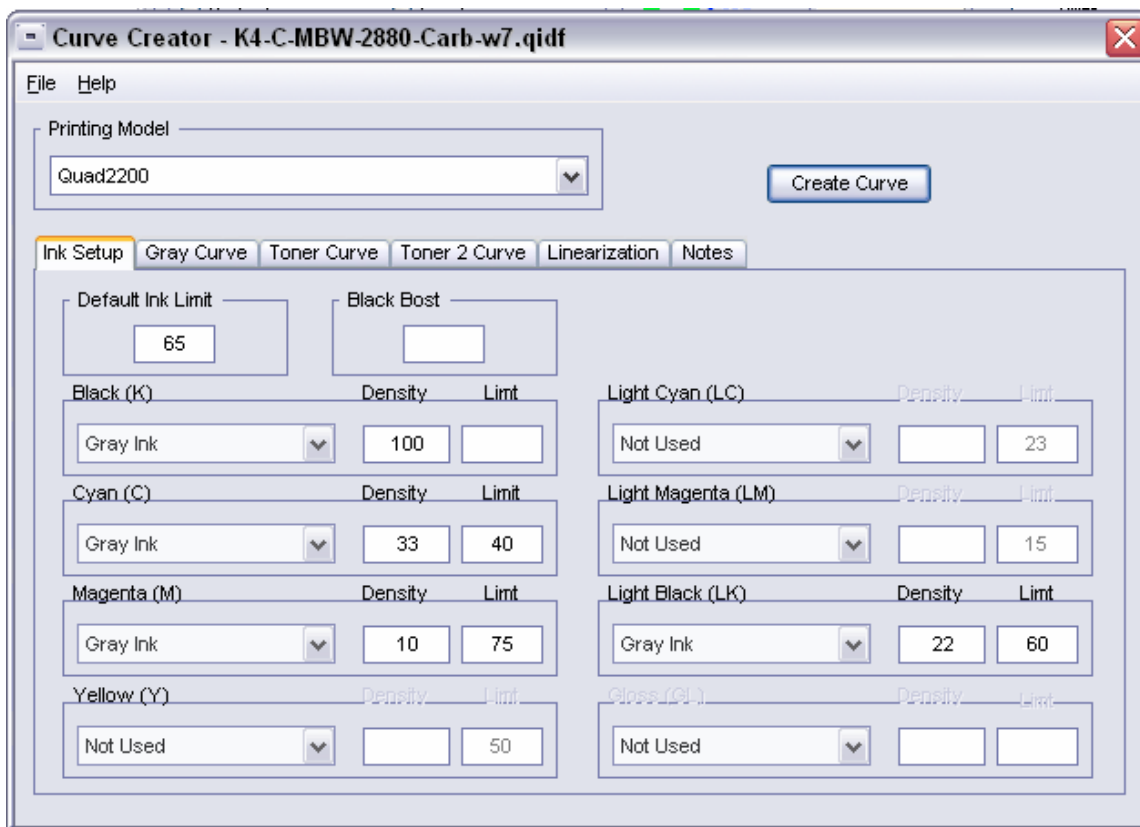 Curve Creator - K4-C-MBW-2880-Carb-w7.qidf
File Help
Printing Model
Quad2200
Create Curve
Ink Setup Gray Curve Toner Curve Toner 2 Curve Linearization Notes
Default Ink Limit Black Bost
65
Black (K) Density Limt Light Cyan (LC) Density Limt
Gray Ink 100 Not Used 23
Cyan (C) Density Limit Light Magenta (LM) Density Limt
Gray Ink 33 40 Not Used 15
Magenta (M) Density Limt Light Black (LK) Density Limt
Gray Ink 10 75 Gray Ink 22 60
Yellow (Y) Density Limt Gloss (GL) Density Limt
Not Used 50 Not Used